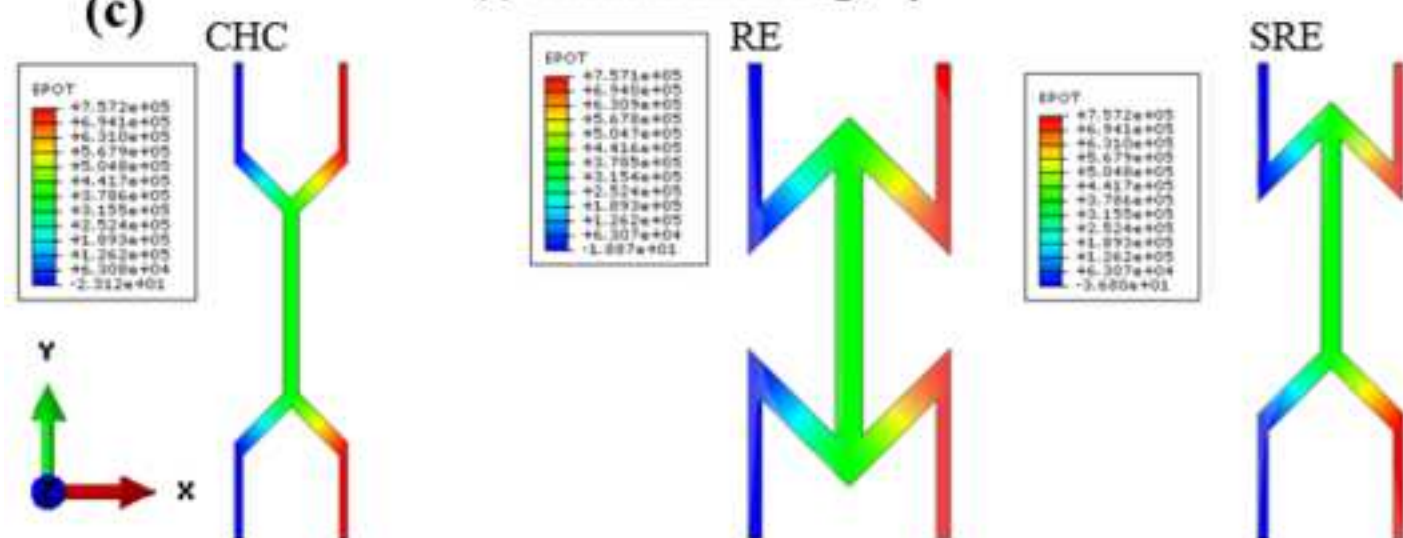 (c)
CHC
EPOT
+7.572e+05
+6.941e+05
+6.310e+05
+5.679e+05
+5.048e+05
+4.417e+05
+3.786e+05
+3.155e+05
+2.524e+05
+1.893e+05
+1.262e+05
+6.308e+04
-2.312e+01
RE
EPOT
+7.571e+05
+6.940e+05
+6.309e+05
+5.678e+05
+5.047e+05
+4.416e+05
+3.785e+05
+3.154e+05
+2.524e+05
+1.893e+05
+1.262e+05
+6.307e+04
-1.887e+01
SRE
EPOT
+7.572e+05
+6.941e+05
+6.310e+05
+5.679e+05
+5.048e+05
+4.417e+05
+3.786e+05
+3.155e+05
+2.524e+05
+1.893e+05
+1.262e+05
+6.307e+04
-3.680e+01
Y
Z
X